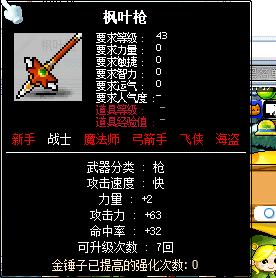 枫叶枪
要求等级： 43
要求力量： 0
要求敏捷： 0
要求智力： 0
要求运气： 0
要求人气度： -
道具等级： -
道具经验值： -
新手 战士 魔法师 弓箭手 飞侠 海盗
武器分类 : 枪
攻击速度 : 快
力量 : +2
攻击力 : +63
命中率 : +32
可升级次数 : 7回
金锤子已提高的强化次数: 0